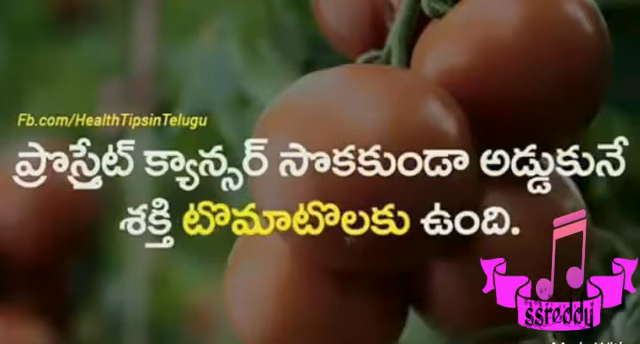 Fb.com/HealthTipsinTelugu
ప్రొస్ట్రేట్ క్యాన్సర్ సొకకుండా అడ్డుకునే
శక్తి టొమాటొలకు ఉంది.
ssreddy